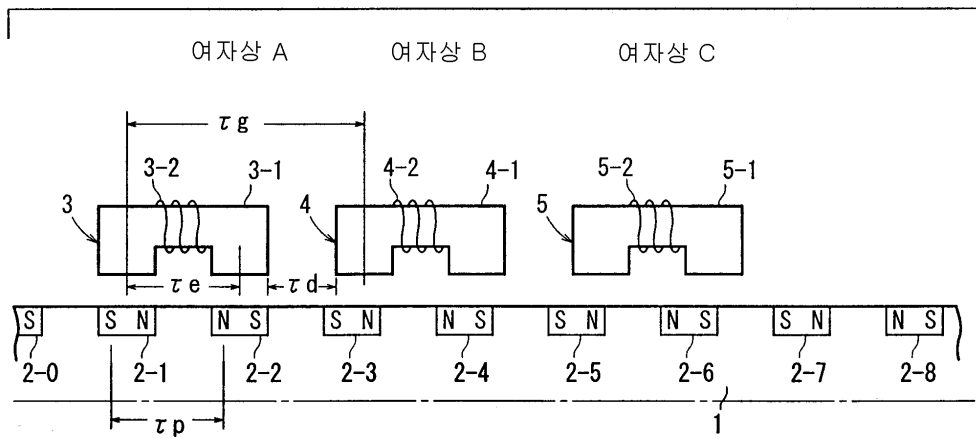 여자상 A 여자상 B 여자상 C
τg
3-2 3-1 4-2 4-1 5-2 5-1
3 4 5
τe τd
S S N N S S N N S S N N S S N N S
2-0 2-1 2-2 2-3 2-4 2-5 2-6 2-7 2-8
τp 1